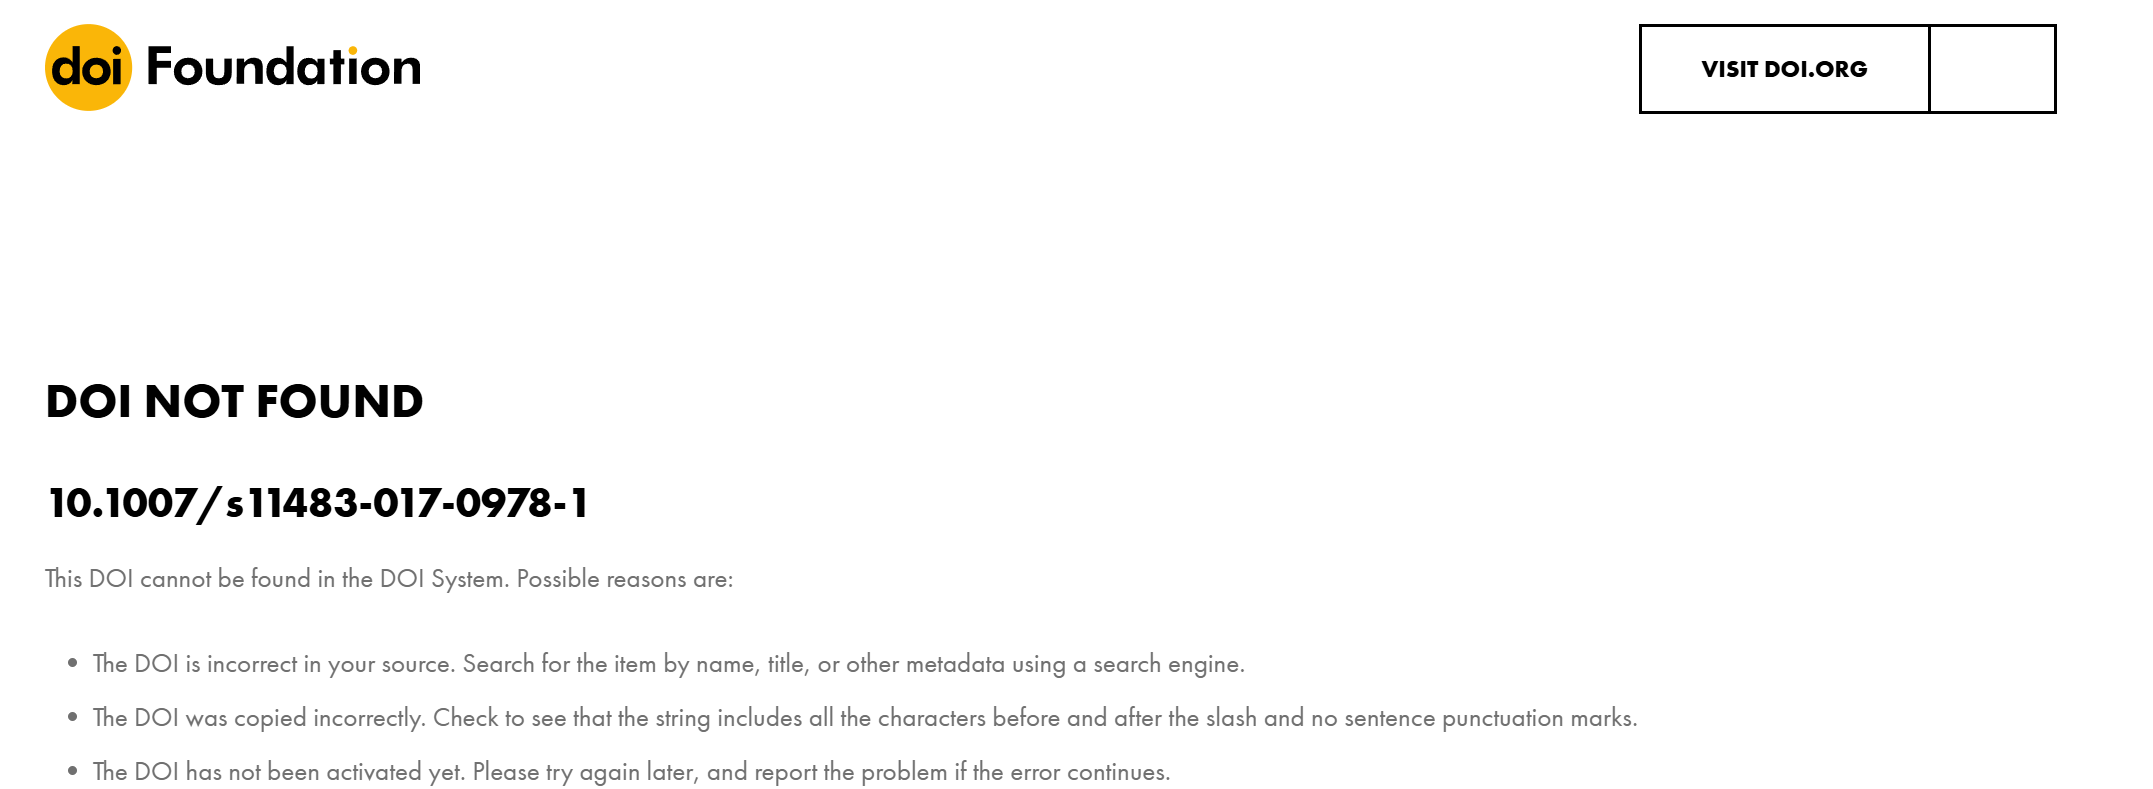 doi Foundation
VISIT DOI.ORG
DOI NOT FOUND
10.1007/s11483-017-0978-1
This DOI cannot be found in the DOI System. Possible reasons are:
• The DOI is incorrect in your source. Search for the item by name, title, or other metadata using a search engine.
• The DOI was copied incorrectly. Check to see that the string includes all the characters before and after the slash and no sentence punctuation marks.
• The DOI has not been activated yet. Please try again later, and report the problem if the error continues.